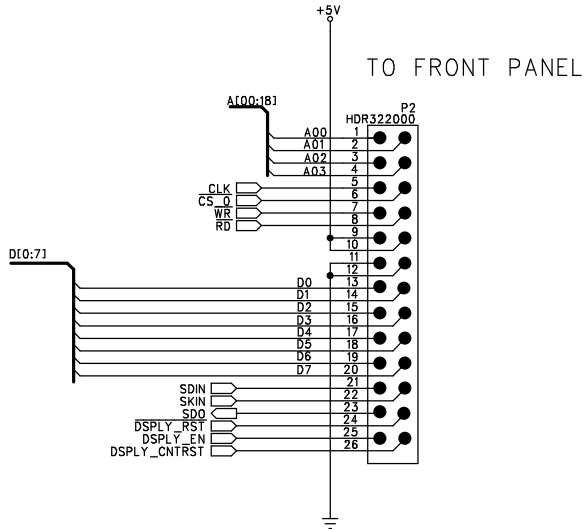 +5V
TO FRONT PANEL
A[00:18]
P2
HDR322000
A00 1
A01 2
A02 3
A03 4
CLK 5
CS_0 6
WR 7
RD 8
9
10
D[0:7]
11
12
D0 13
D1 14
D2 15
D3 16
D4 17
D5 18
D6 19
D7 20
SDIN 21
SKIN 22
SDO 23
DSPLY_RST 24
DSPLY_EN 25
DSPLY_CNTRST 26